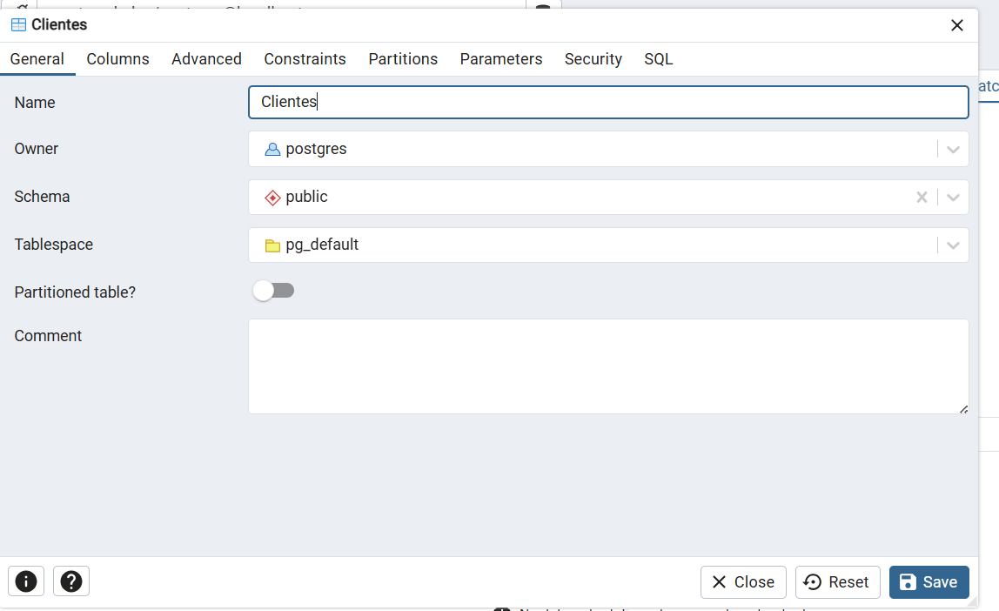 Clientes
General Columns Advanced Constraints Partitions Parameters Security SQL
Name Clientes
Owner postgres
Schema public
Tablespace pg_default
Partitioned table?
Comment
Close Reset Save